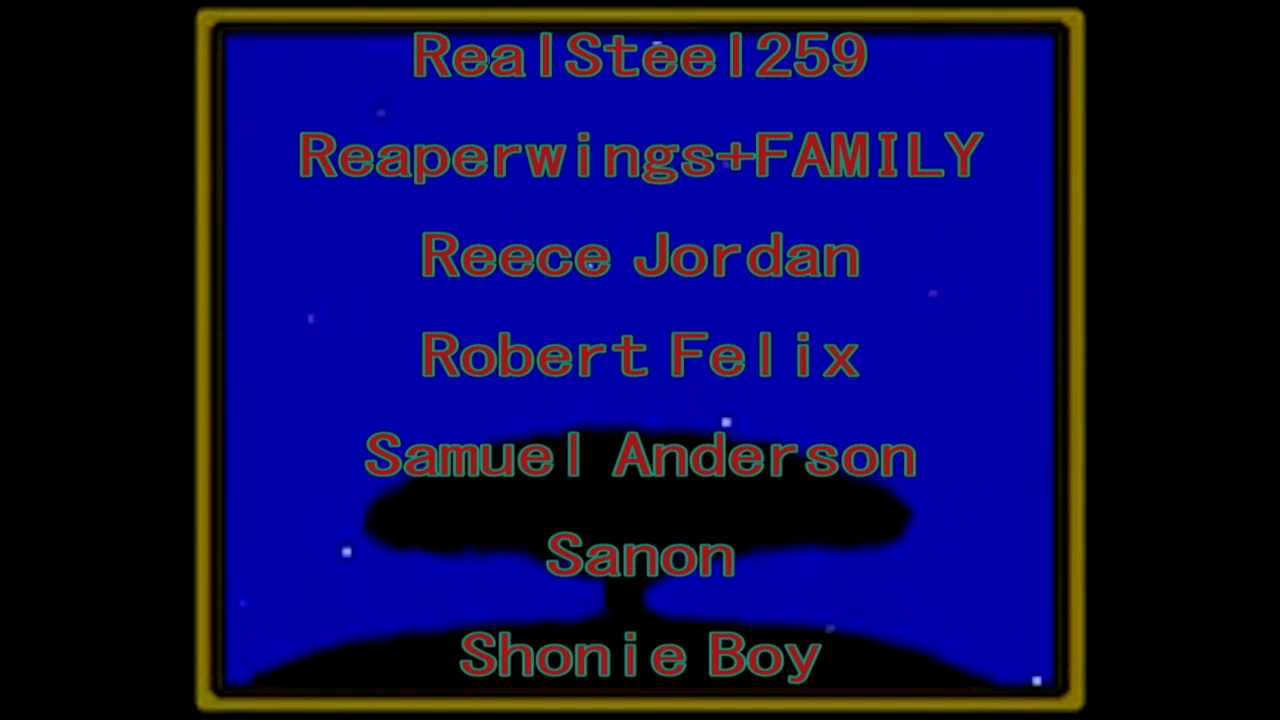 RealSteel259
Reaperwings+FAMILY
Reece Jordan
Robert Felix
Samuel Anderson
Sanon
Shonie Boy